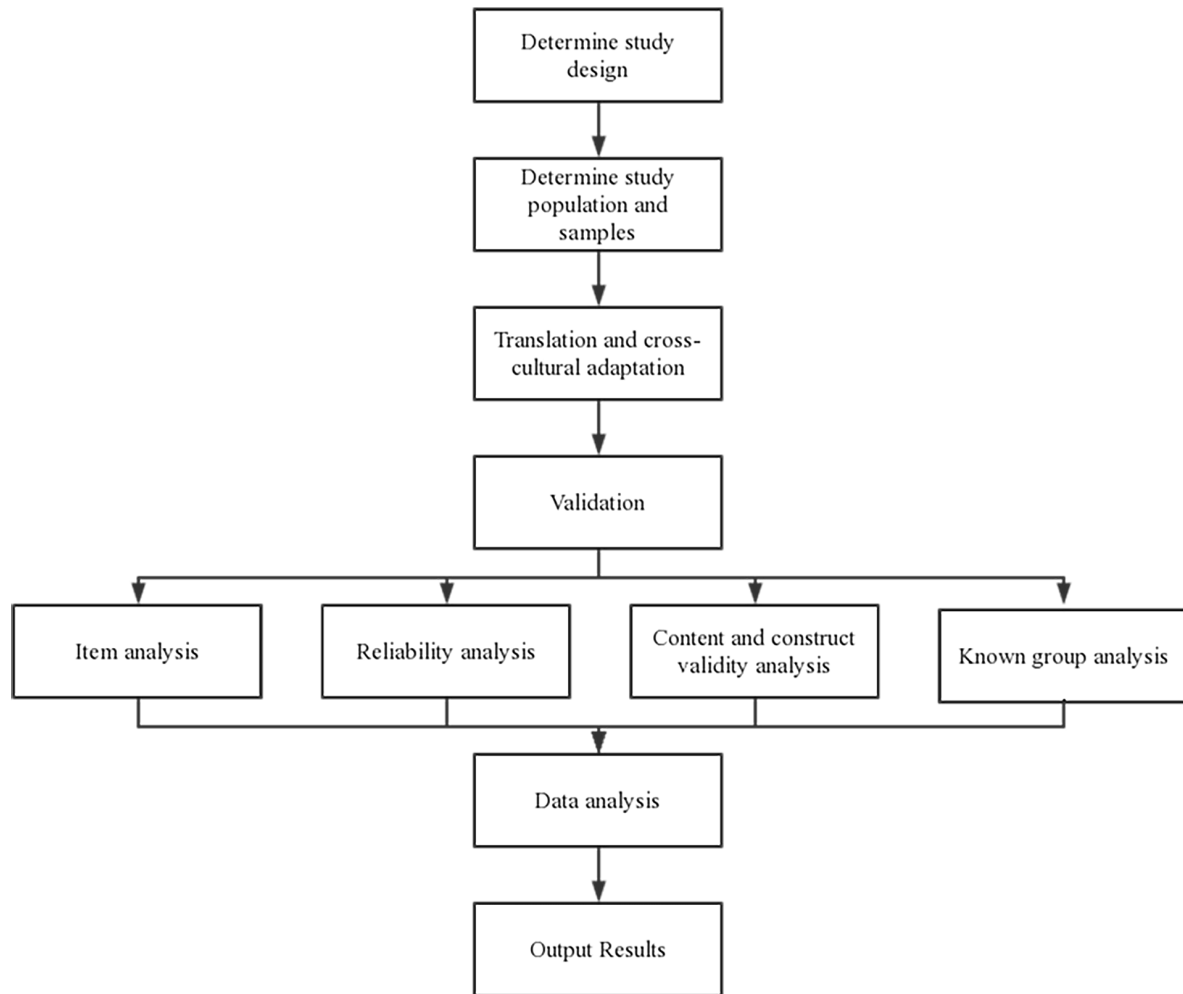 Determine study
design
Determine study
population and
samples
Translation and cross-
cultural adaptation
Validation
Item analysis
Reliability analysis
Content and construct
validity analysis
Known group analysis
Data analysis
Output Results